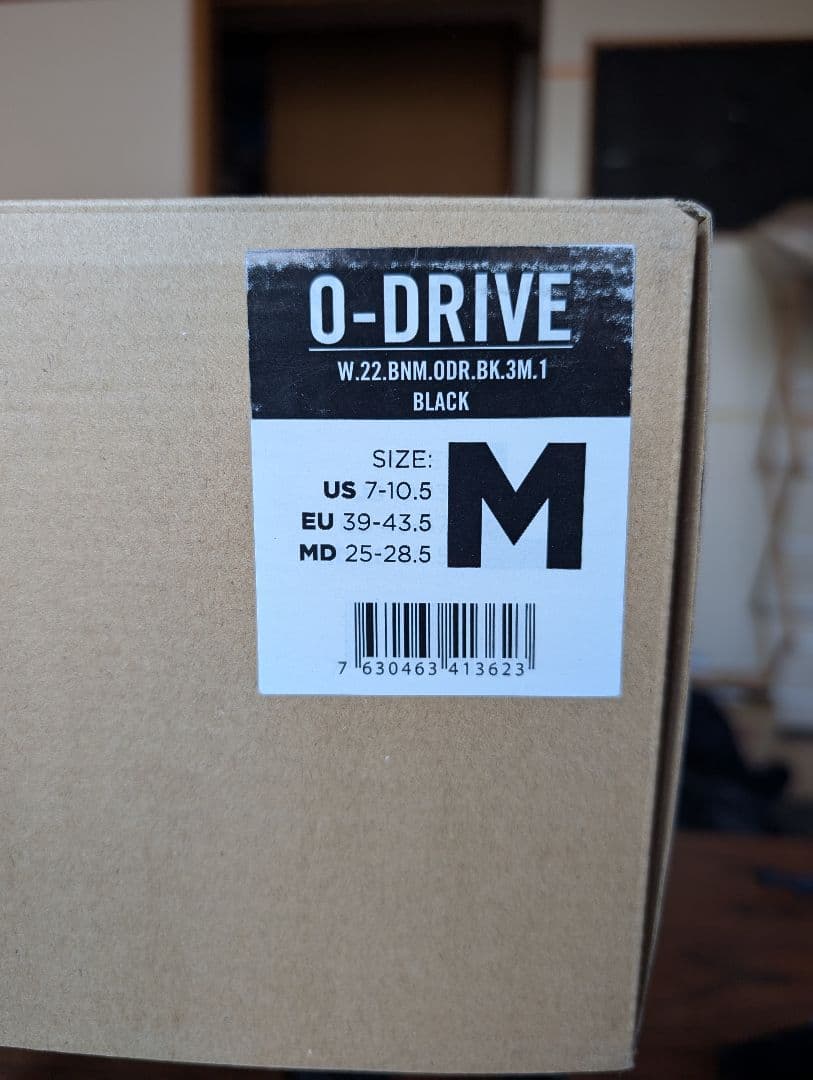 O-DRIVE
W.22.BNM.ODR.BK.3M.1
BLACK
SIZE:
US 7-10.5
EU 39-43.5
MD 25-28.5
M
7 630463 413623